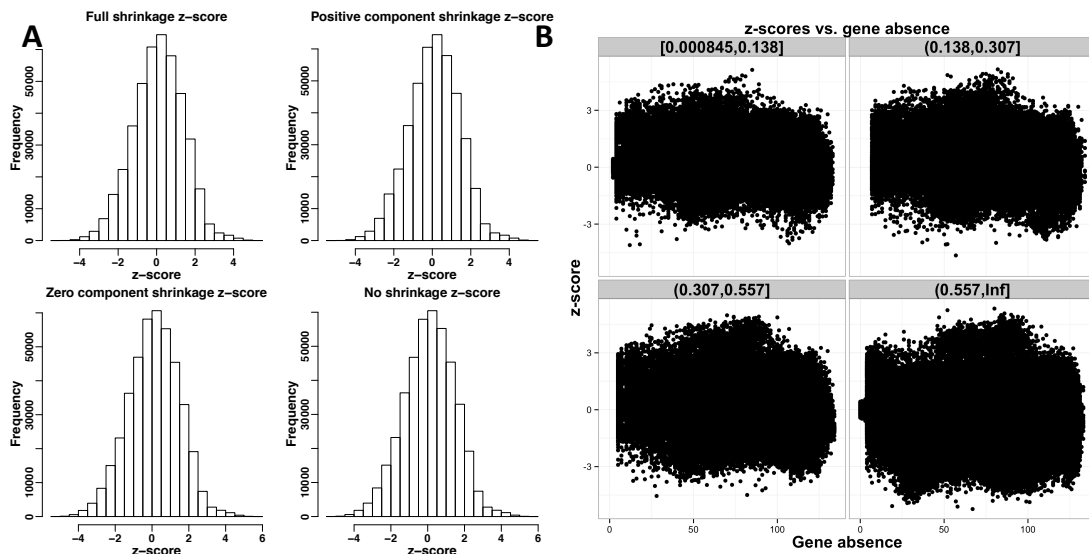 A
Full shrinkage z−score
Frequency
0 10000 30000 50000
−4 −2 0 2 4
z−score
Positive component shrinkage z−score
Frequency
0 10000 30000 50000
−4 −2 0 2 4
z−score
Zero component shrinkage z−score
Frequency
0 10000 30000 50000
−4 −2 0 2 4 6
z−score
No shrinkage z−score
Frequency
0 10000 30000 50000
−4 −2 0 2 4 6
z−score
B
z−scores vs. gene absence
[0.000845,0.138]
(0.138,0.307]
3
0
−3
(0.307,0.557]
(0.557,Inf]
3
0
−3
z−score
0 50 100
0 50 100
Gene absence